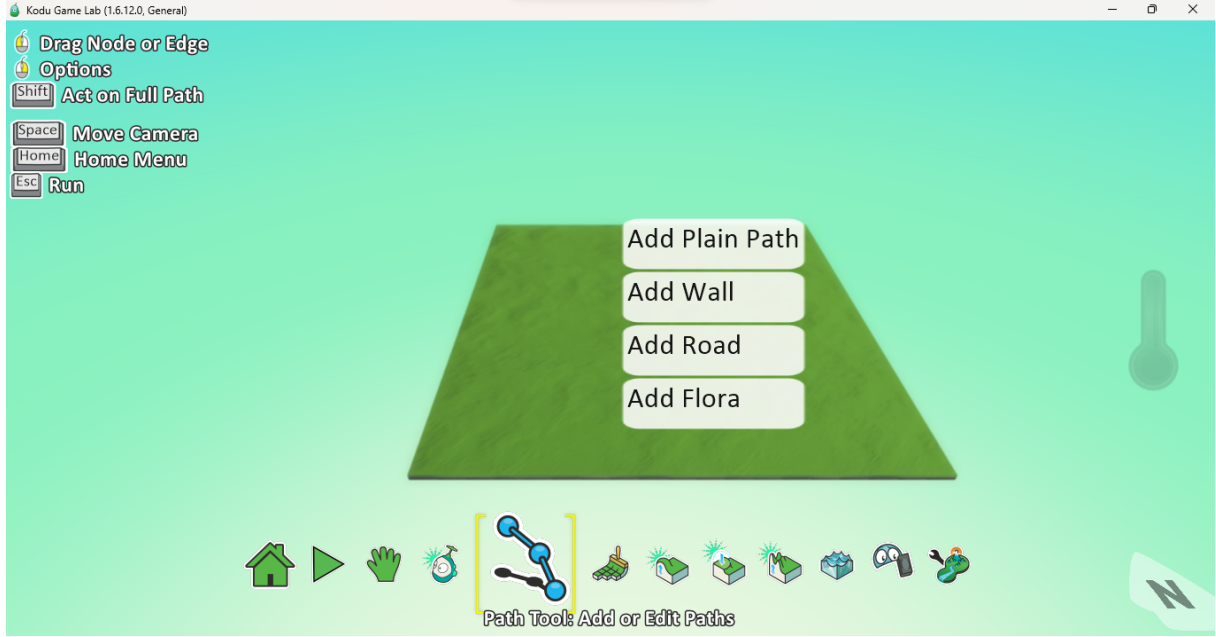 Kodu Game Lab (1.6.12.0, General)
Drag Node or Edge
Options
Shift Act on Full Path
Space Move Camera
Home Home Menu
Esc Run
Add Plain Path
Add Wall
Add Road
Add Flora
Path Tool: Add or Edit Paths
N